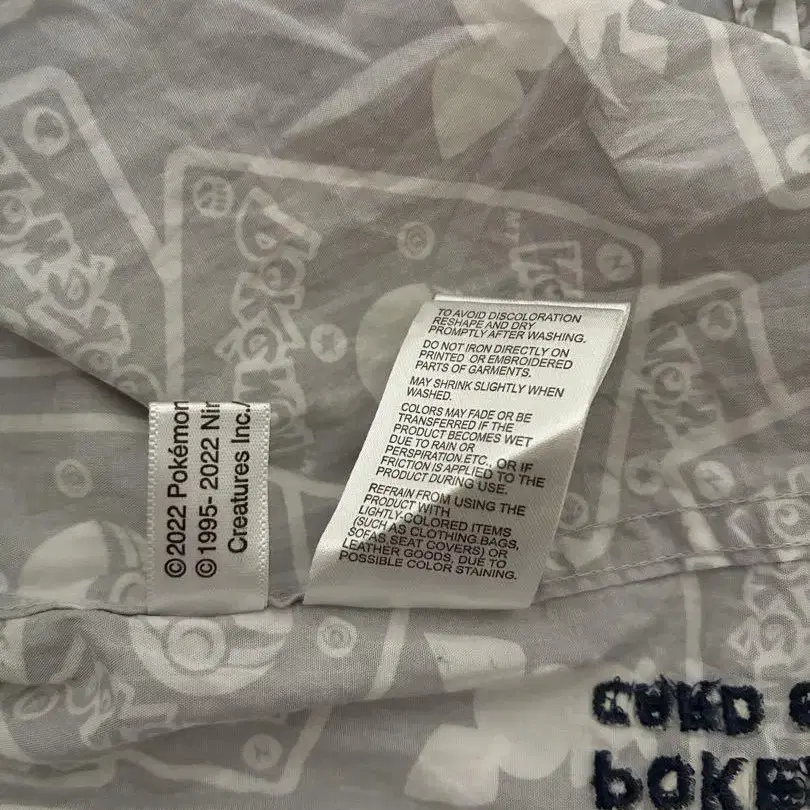 ©2022 Pokémon
©1995-2022 Nin
Creatures Inc./
TO AVOID DISCOLORATION
RESHAPE AND DRY
PROMPTLY AFTER WASHING.
DO NOT IRON DIRECTLY ON
PRINTED OR EMBROIDERED
PARTS OF GARMENTS.
MAY SHRINK SLIGHTLY WHEN
WASHED.
COLORS MAY FADE OR BE
TRANSFERRED IF THE
PRODUCT BECOMES WET
DUE TO RAIN OR
PERSPIRATION ETC., OR IF
FRICTION IS APPLIED TO THE
PRODUCT DURING USE.
REFRAIN FROM USING THE
PRODUCT WITH
LIGHTLY-COLORED ITEMS
(SUCH AS CLOTHING.BAGS,
SOFAS,SEAT COVERS) OR
LEATHER GOODS, DUE TO
POSSIBLE COLOR STAINING.